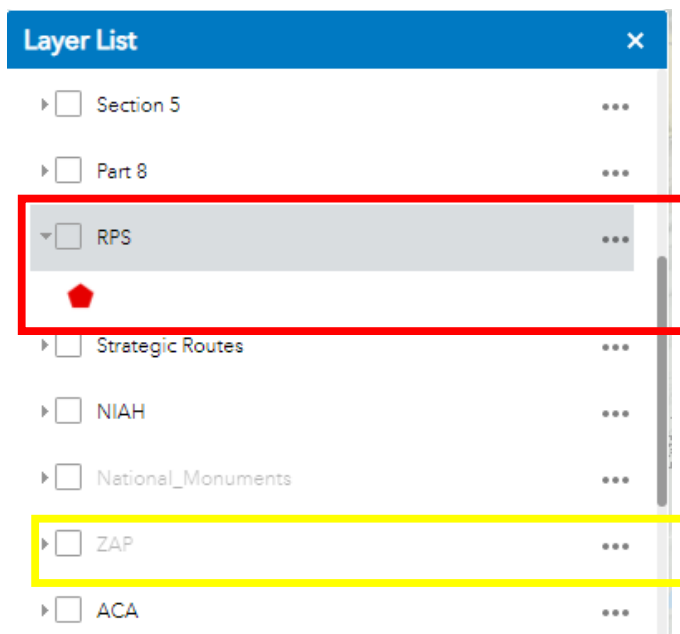 Layer List ×
Section 5
Part 8
RPS
Strategic Routes
NIAH
National_Monuments
ZAP
ACA